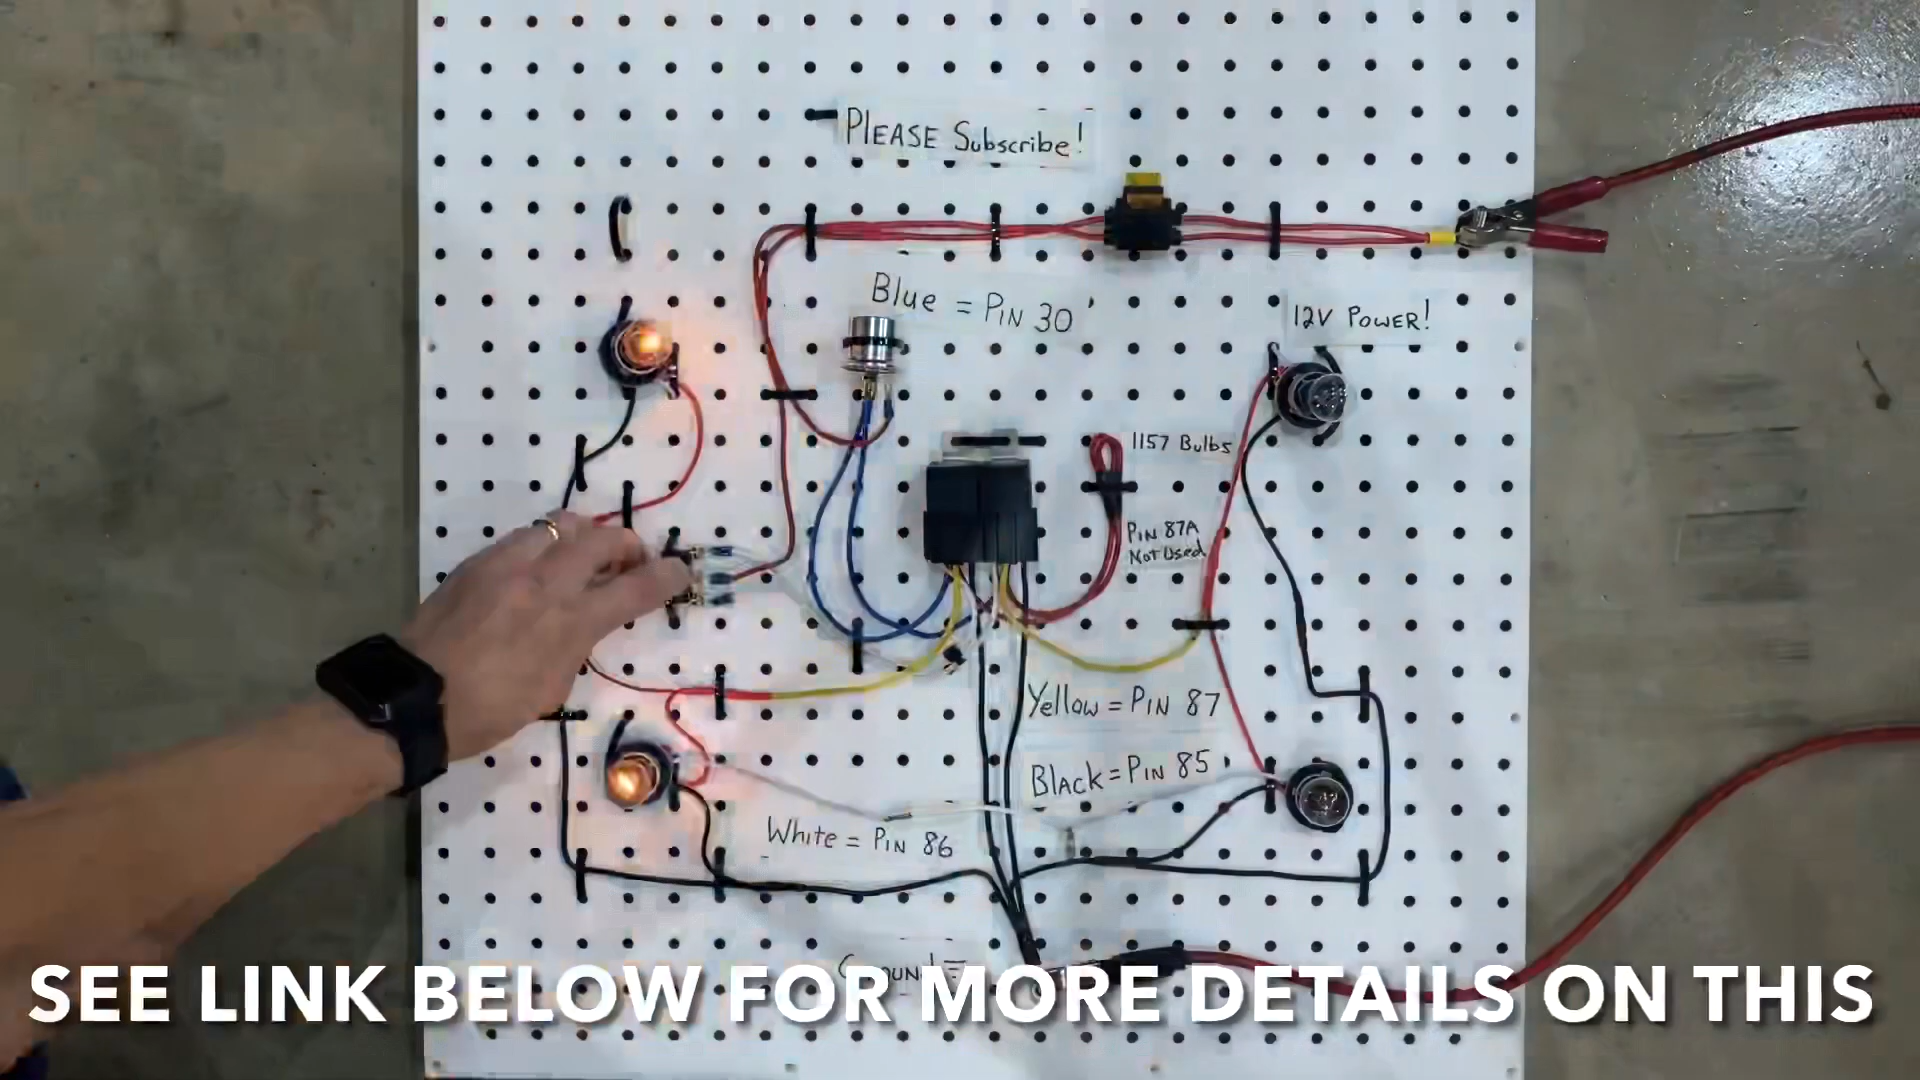 PLEASE Subscribe!
Blue = PIN 30
12V POWER!
1157 Bulbs
PIN 87A
Not Used
Yellow = PIN 87
Black = PIN 85
White = PIN 86
SEE LINK BELOW FOR MORE DETAILS ON THIS